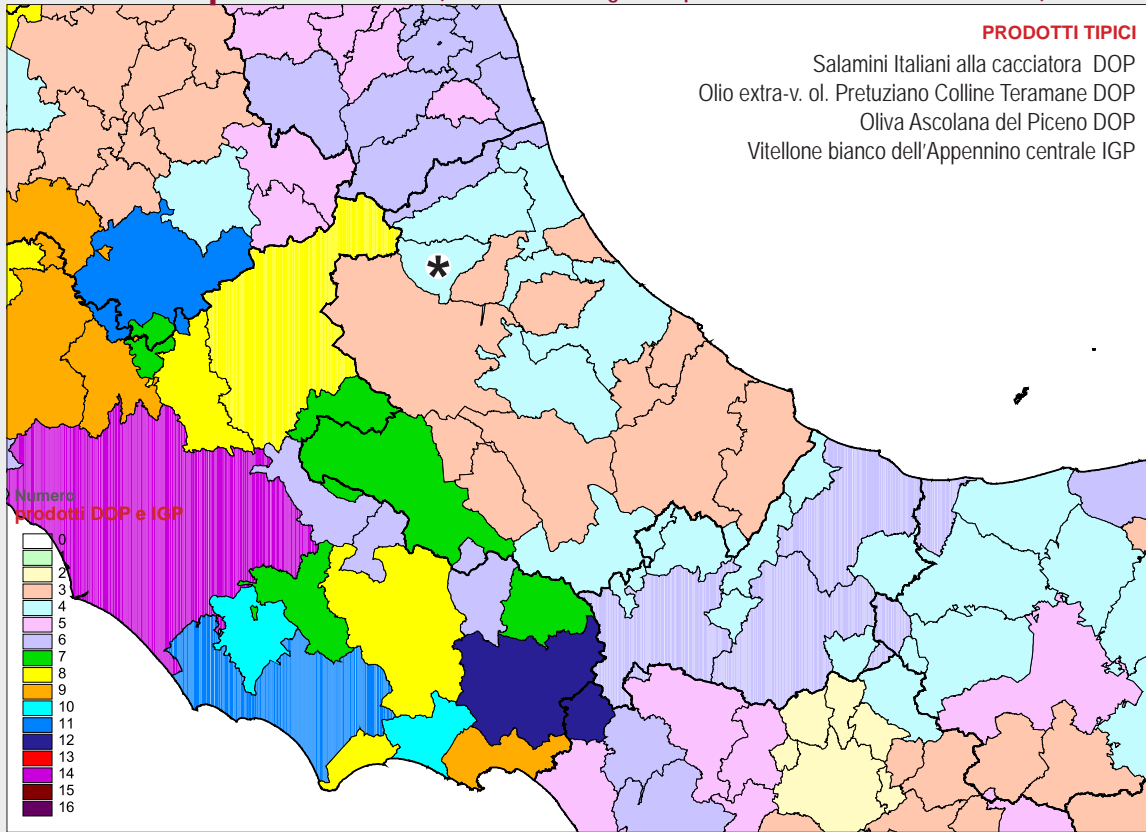 PRODOTTI TIPICI
Salamini Italiani alla cacciatora DOP
Olio extra-v. ol. Pretuziano Colline Teramane DOP
Oliva Ascolana del Piceno DOP
Vitellone bianco dell'Appennino centrale IGP
*
Numero
prodotti DOP e IGP
0
2
3
4
5
6
7
8
9
10
11
12
13
14
15
16